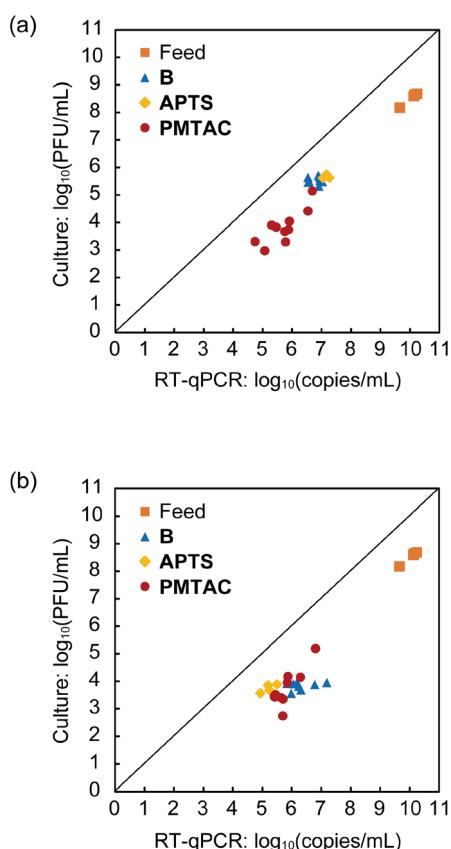 (a)
11
10
9
8
7
6
5
4
3
2
1
0
Culture: log₁₀(PFU/mL)
Feed
B
APTS
PMTAC
0 1 2 3 4 5 6 7 8 9 10 11
RT-qPCR: log₁₀(copies/mL)
(b)
11
10
9
8
7
6
5
4
3
2
1
0
Culture: log₁₀(PFU/mL)
Feed
B
APTS
PMTAC
0 1 2 3 4 5 6 7 8 9 10 11
RT-qPCR: log₁₀(copies/mL)